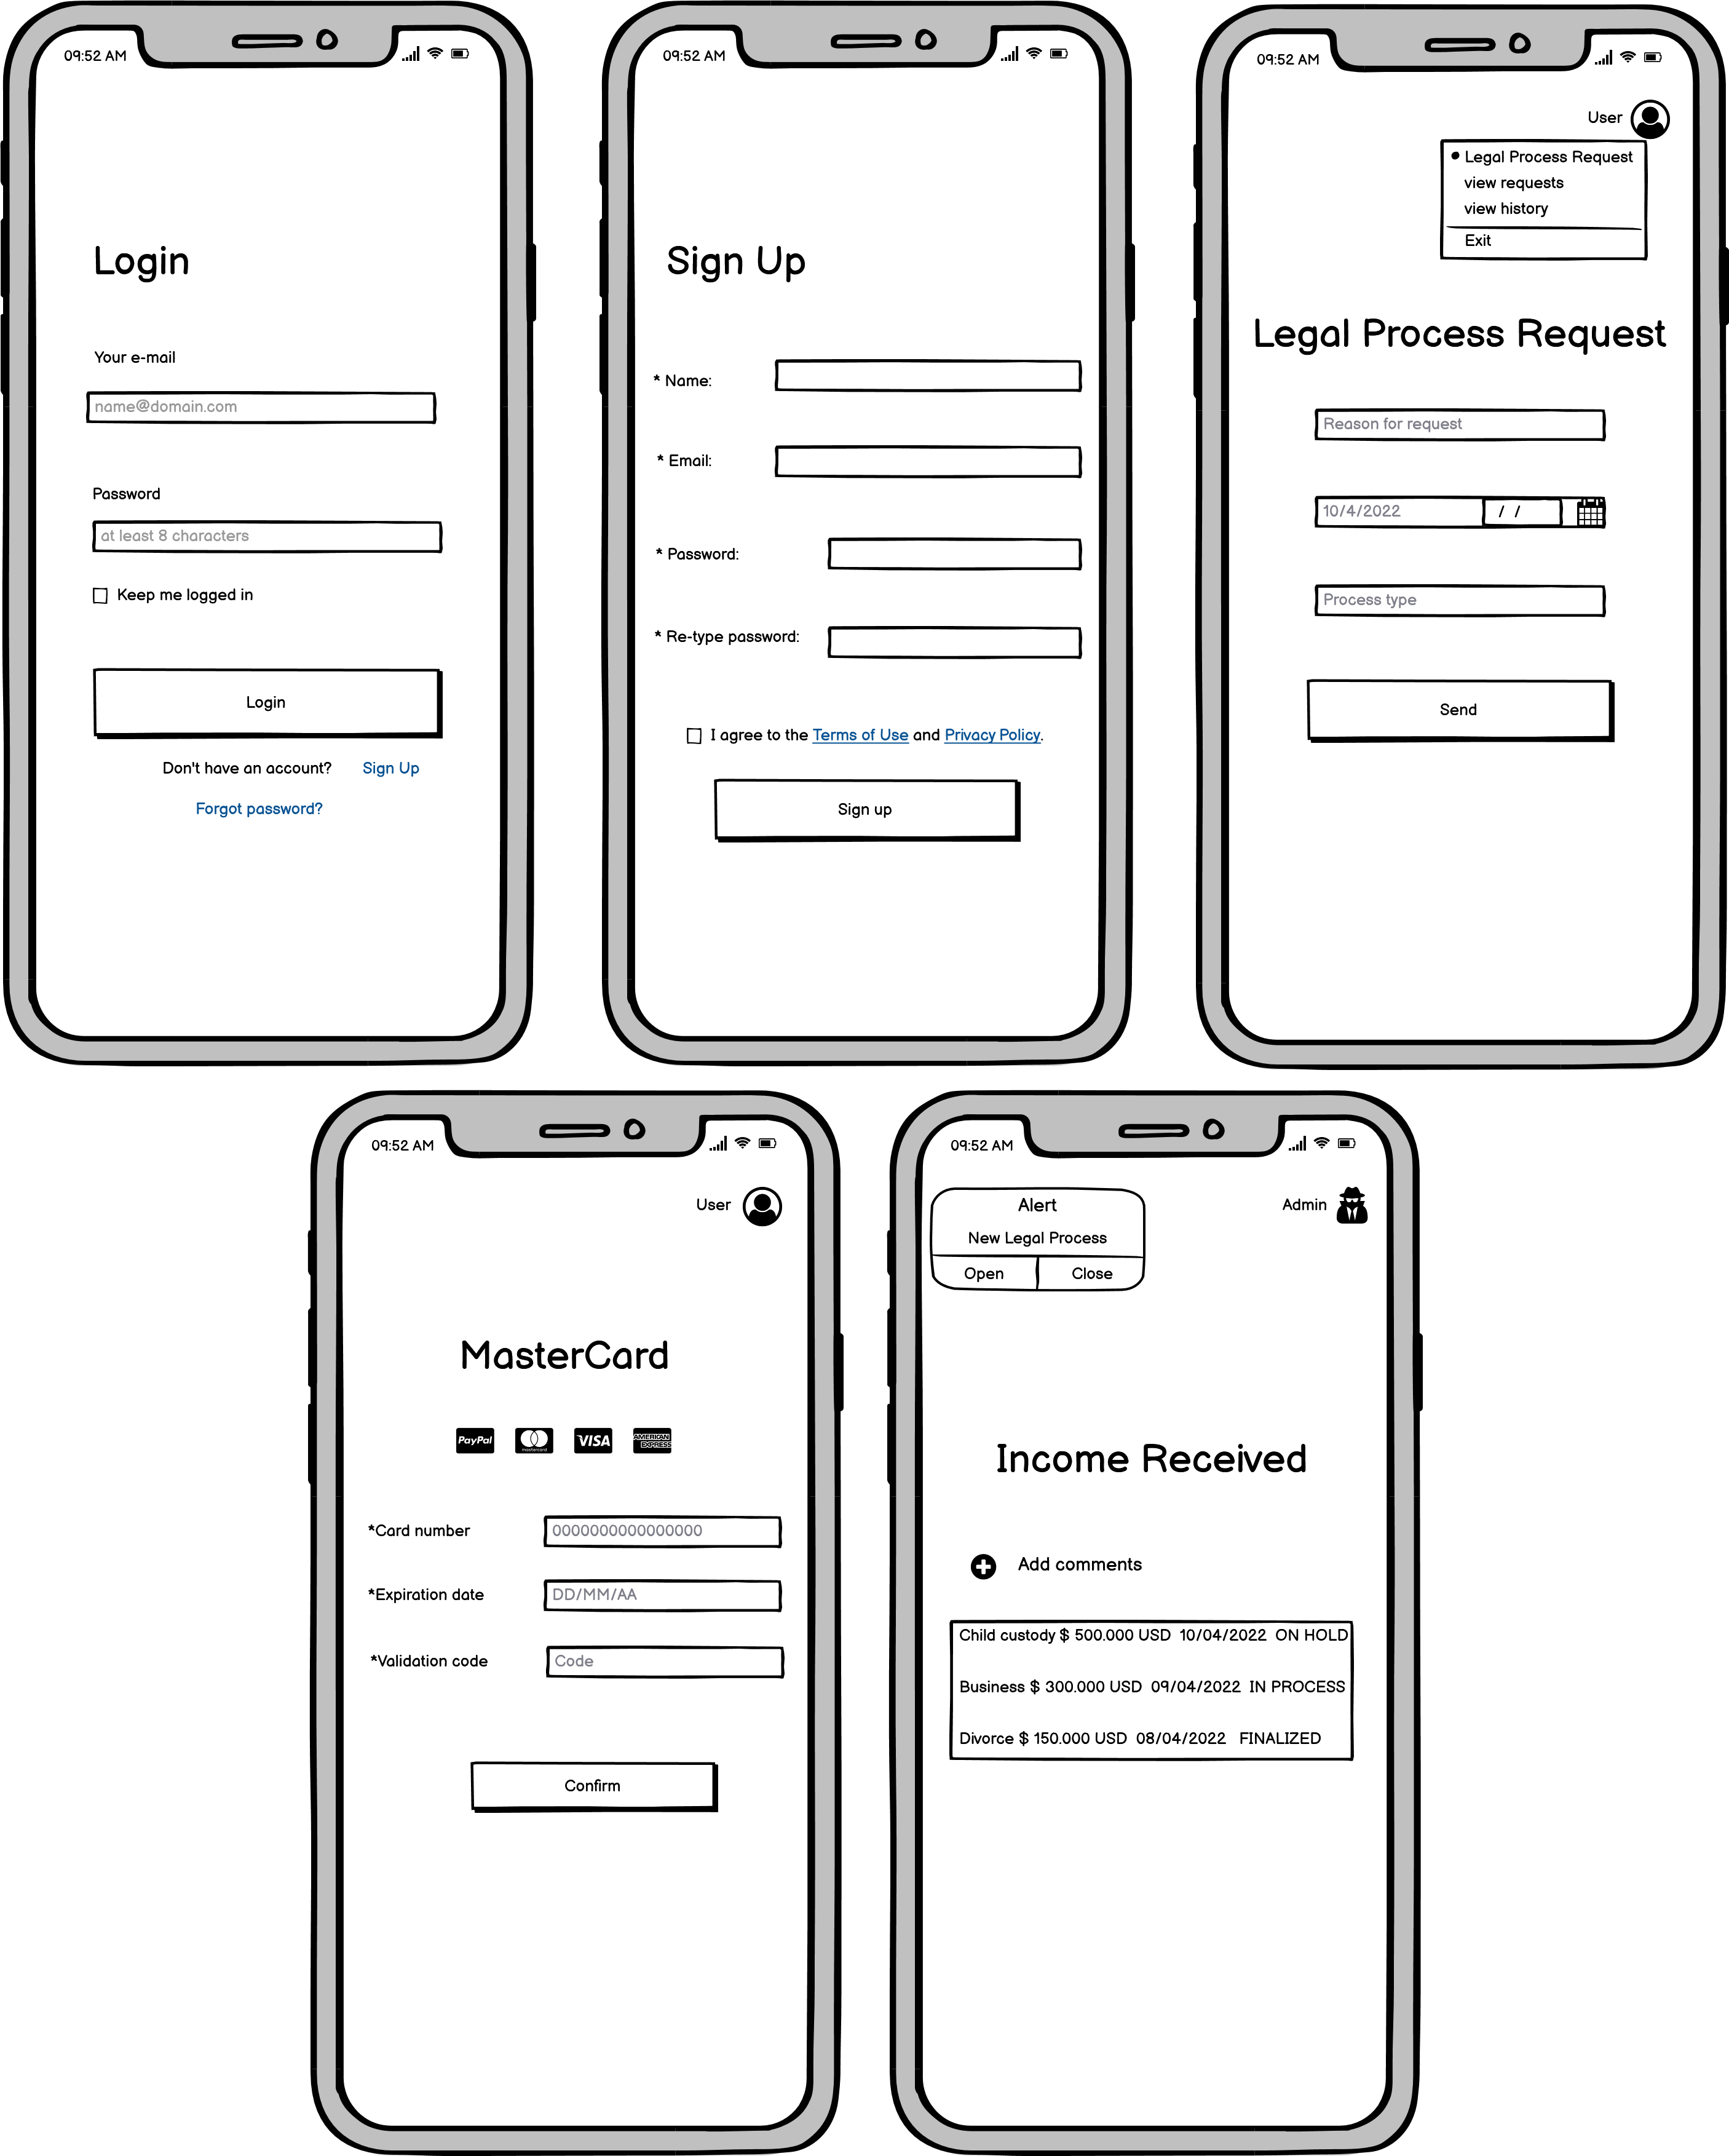 09:52 AM
Login
Your e-mail
name@domain.com
Password
at least 8 characters
Keep me logged in
Login
Don't have an account? Sign Up
Forgot password?
09:52 AM
Sign Up
* Name:
* Email:
* Password:
* Re-type password:
I agree to the Terms of Use and Privacy Policy.
Sign up
09:52 AM
User
Legal Process Request
view requests
view history
Exit
Legal Process Request
Reason for request
10/4/2022 / /
Process type
Send
09:52 AM
User
MasterCard
PayPal mastercard VISA AMERICAN EXPRESS
*Card number 0000000000000000
*Expiration date DD/MM/AA
*Validation code Code
Confirm
09:52 AM
Alert
Admin
New Legal Process
Open Close
Income Received
Add comments
Child custody $ 500.000 USD 10/04/2022 ON HOLD
Business $ 300.000 USD 09/04/2022 IN PROCESS
Divorce $ 150.000 USD 08/04/2022 FINALIZED